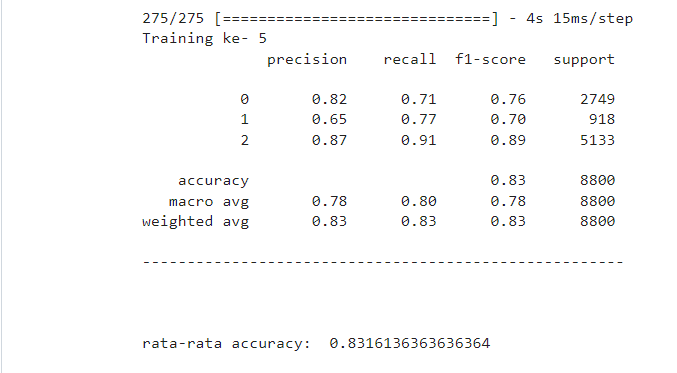 275/275 [==============================] - 4s 15ms/step
Training ke- 5
precision recall f1-score support
0 0.82 0.71 0.76 2749
1 0.65 0.77 0.70 918
2 0.87 0.91 0.89 5133
accuracy 0.83 8800
macro avg 0.78 0.80 0.78 8800
weighted avg 0.83 0.83 0.83 8800
------------------------------------------------------
rata-rata accuracy: 0.8316136363636364